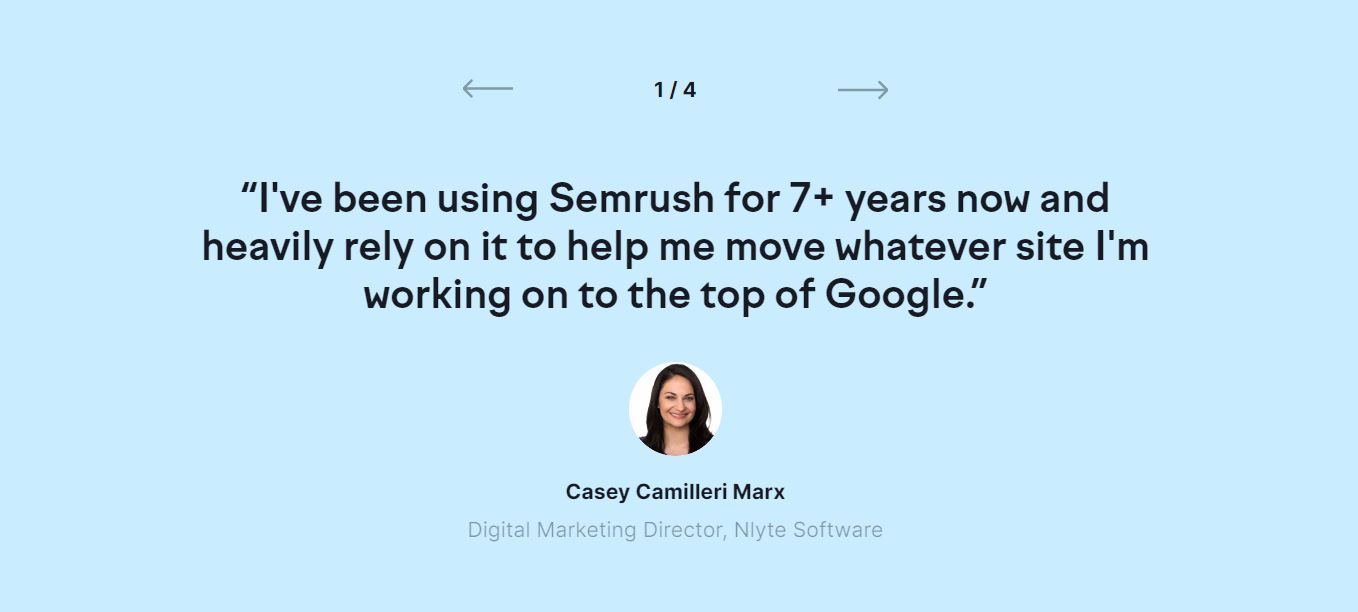 1 / 4
“I've been using Semrush for 7+ years now and
heavily rely on it to help me move whatever site I'm
working on to the top of Google.”
Casey Camilleri Marx
Digital Marketing Director, Nlyte Software